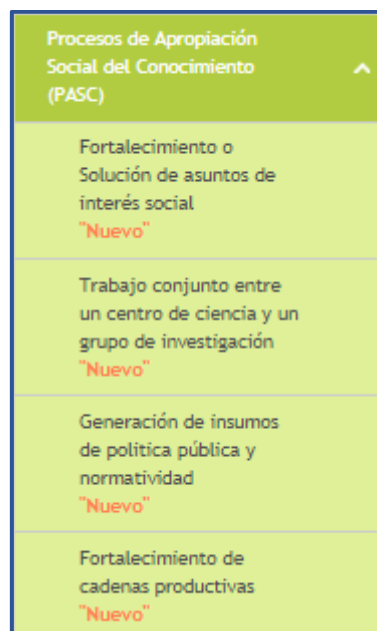 Procesos de Apropiación
Social del Conocimiento
(PASC)
Fortalecimiento o
Solución de asuntos de
interés social
"Nuevo"
Trabajo conjunto entre
un centro de ciencia y un
grupo de investigación
"Nuevo"
Generación de insumos
de política pública y
normatividad
"Nuevo"
Fortalecimiento de
cadenas productivas
"Nuevo"